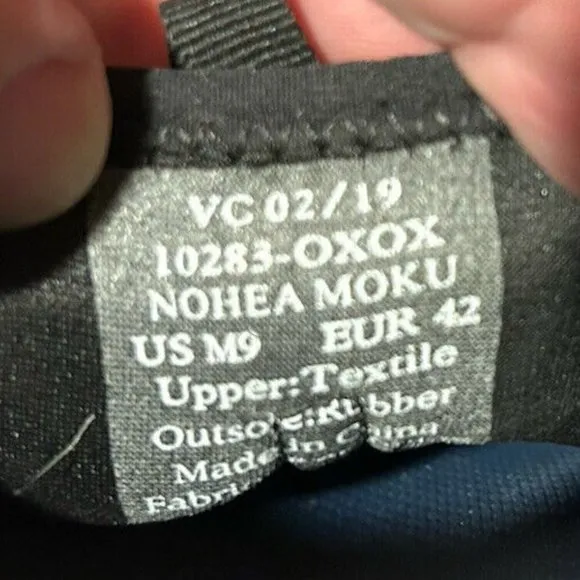 VC 02/19
10283-OXOX
NOHEA MOKU
US M9 EUR 42
Upper:Textile
Outsole:Rubber
Made in China